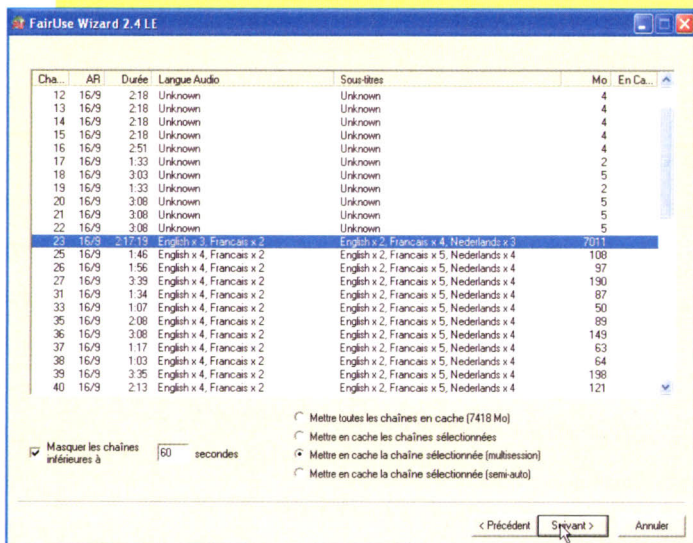 FairUse Wizard 2.4 LE
Cha... AR Durée Langue Audio Sous-titres Mo En Ca...
12 16/9 2:18 Unknown Unknown 4
13 16/9 2:18 Unknown Unknown 4
14 16/9 2:18 Unknown Unknown 4
15 16/9 2:18 Unknown Unknown 4
16 16/9 2:51 Unknown Unknown 4
17 16/9 1:33 Unknown Unknown 2
18 16/9 3:03 Unknown Unknown 5
19 16/9 1:33 Unknown Unknown 2
20 16/9 3:08 Unknown Unknown 5
21 16/9 3:08 Unknown Unknown 5
22 16/9 3:08 Unknown Unknown 5
23 16/9 2:17:19 English x 3, Francais x 2 English x 2, Francais x 4, Nederlands x 3 7011
25 16/9 1:46 English x 4, Francais x 2 English x 2, Francais x 5, Nederlands x 4 108
26 16/9 1:56 English x 4, Francais x 2 English x 2, Francais x 5, Nederlands x 4 97
27 16/9 3:39 English x 4, Francais x 2 English x 2, Francais x 5, Nederlands x 4 190
31 16/9 1:34 English x 4, Francais x 2 English x 2, Francais x 5, Nederlands x 4 87
33 16/9 1:07 English x 4, Francais x 2 English x 2, Francais x 5, Nederlands x 4 50
35 16/9 2:08 English x 4, Francais x 2 English x 2, Francais x 5, Nederlands x 4 89
36 16/9 3:08 English x 4, Francais x 2 English x 2, Francais x 5, Nederlands x 4 149
37 16/9 1:17 English x 4, Francais x 2 English x 2, Francais x 5, Nederlands x 4 63
38 16/9 1:03 English x 4, Francais x 2 English x 2, Francais x 5, Nederlands x 4 64
39 16/9 3:35 English x 4, Francais x 2 English x 2, Francais x 5, Nederlands x 4 198
40 16/9 2:13 English x 4, Francais x 2 English x 2, Francais x 5, Nederlands x 4 121
Masquer les chaînes
inférieures à
60 secondes
Mettre toutes les chaînes en cache (7418 Mo)
Mettre en cache les chaînes sélectionnées
Mettre en cache la chaîne sélectionnée (multisession)
Mettre en cache la chaîne sélectionnée (semi-auto)
< Précédent Suivant > Annuler